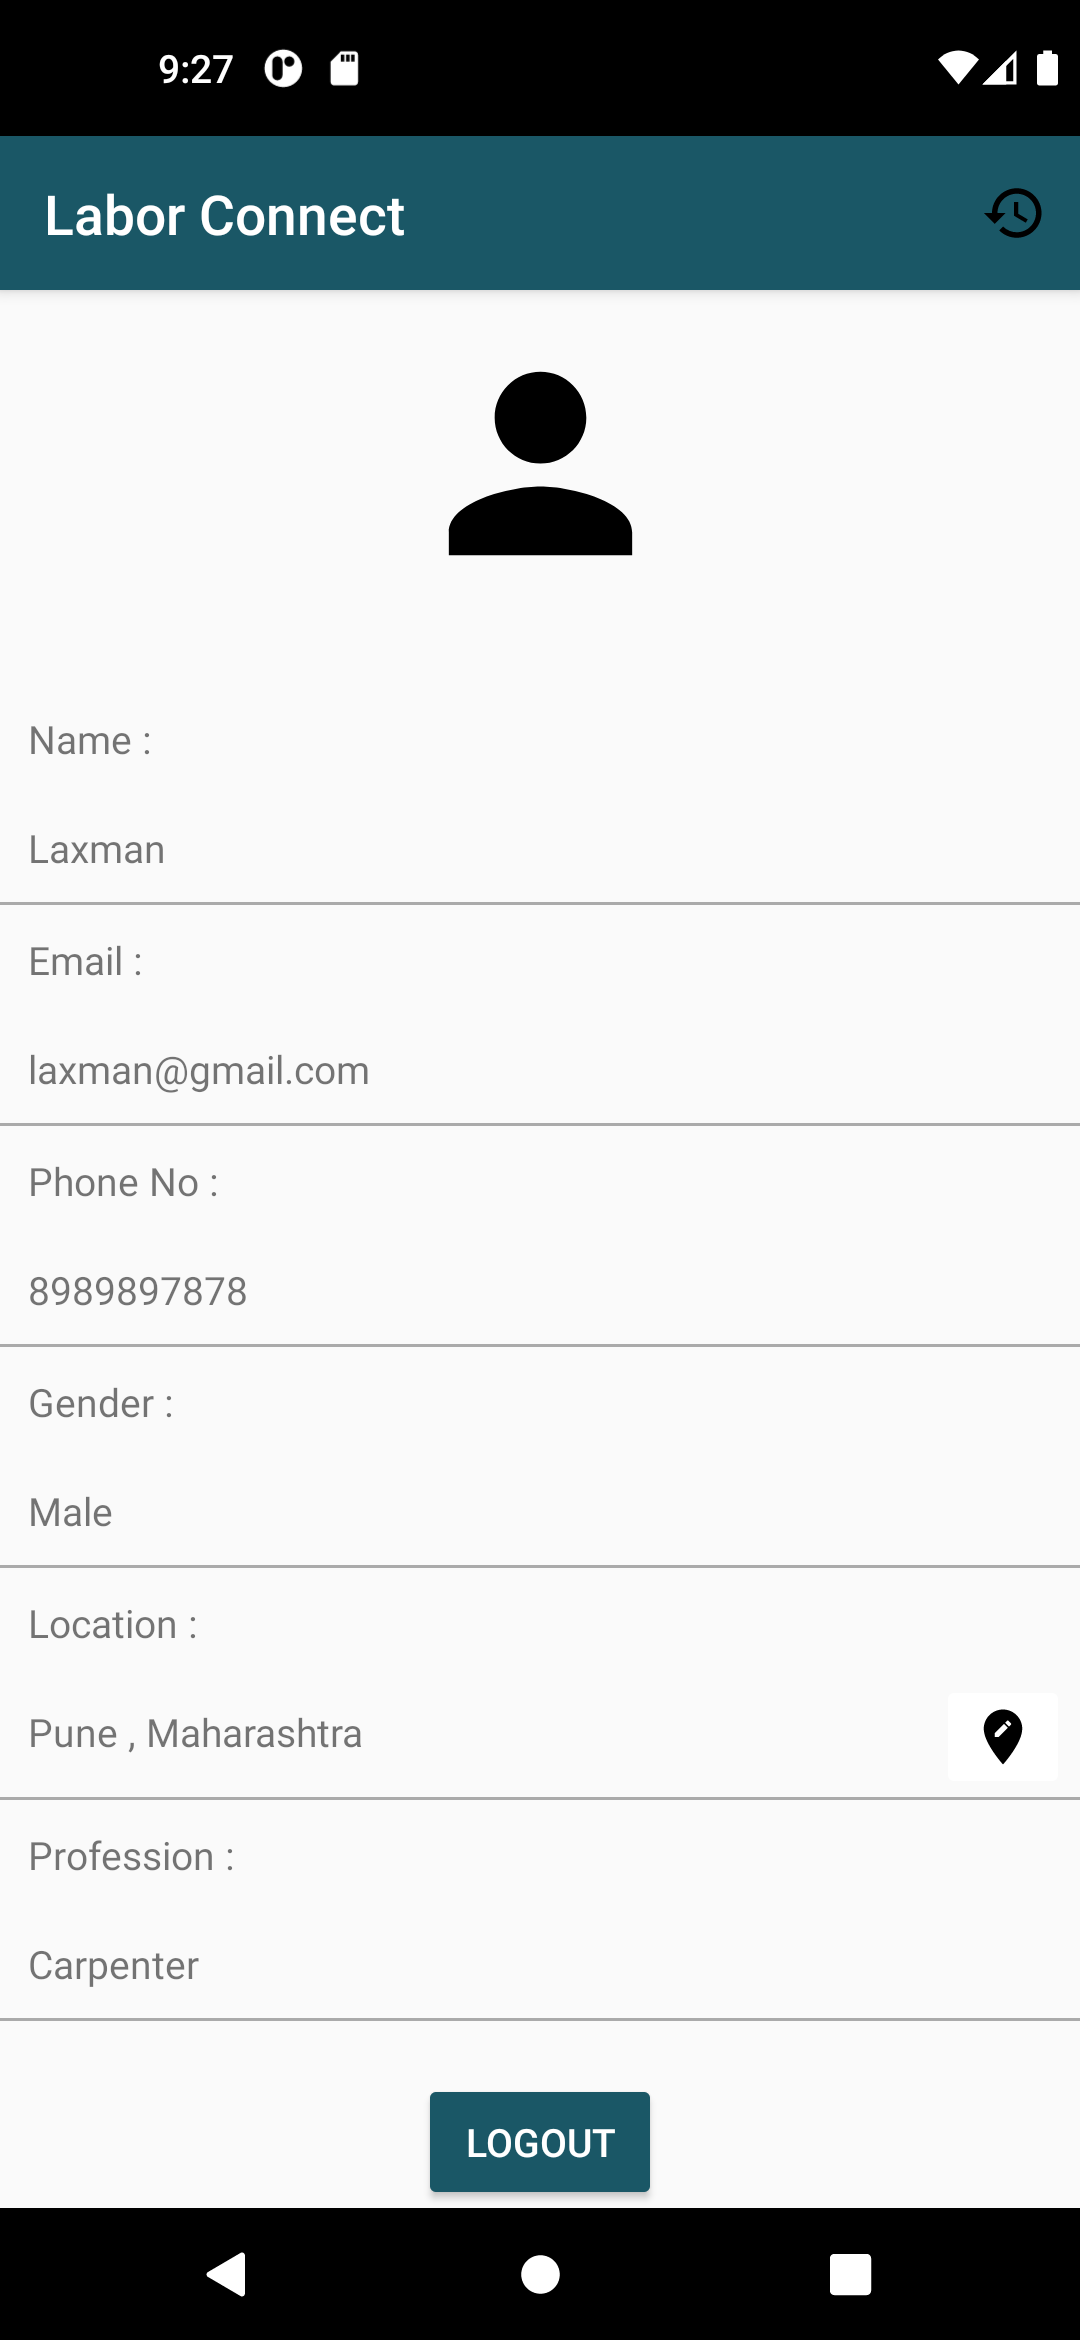 9:27
Labor Connect
Name :
Laxman
Email :
laxman@gmail.com
Phone No :
8989897878
Gender :
Male
Location :
Pune , Maharashtra
Profession :
Carpenter
LOGOUT